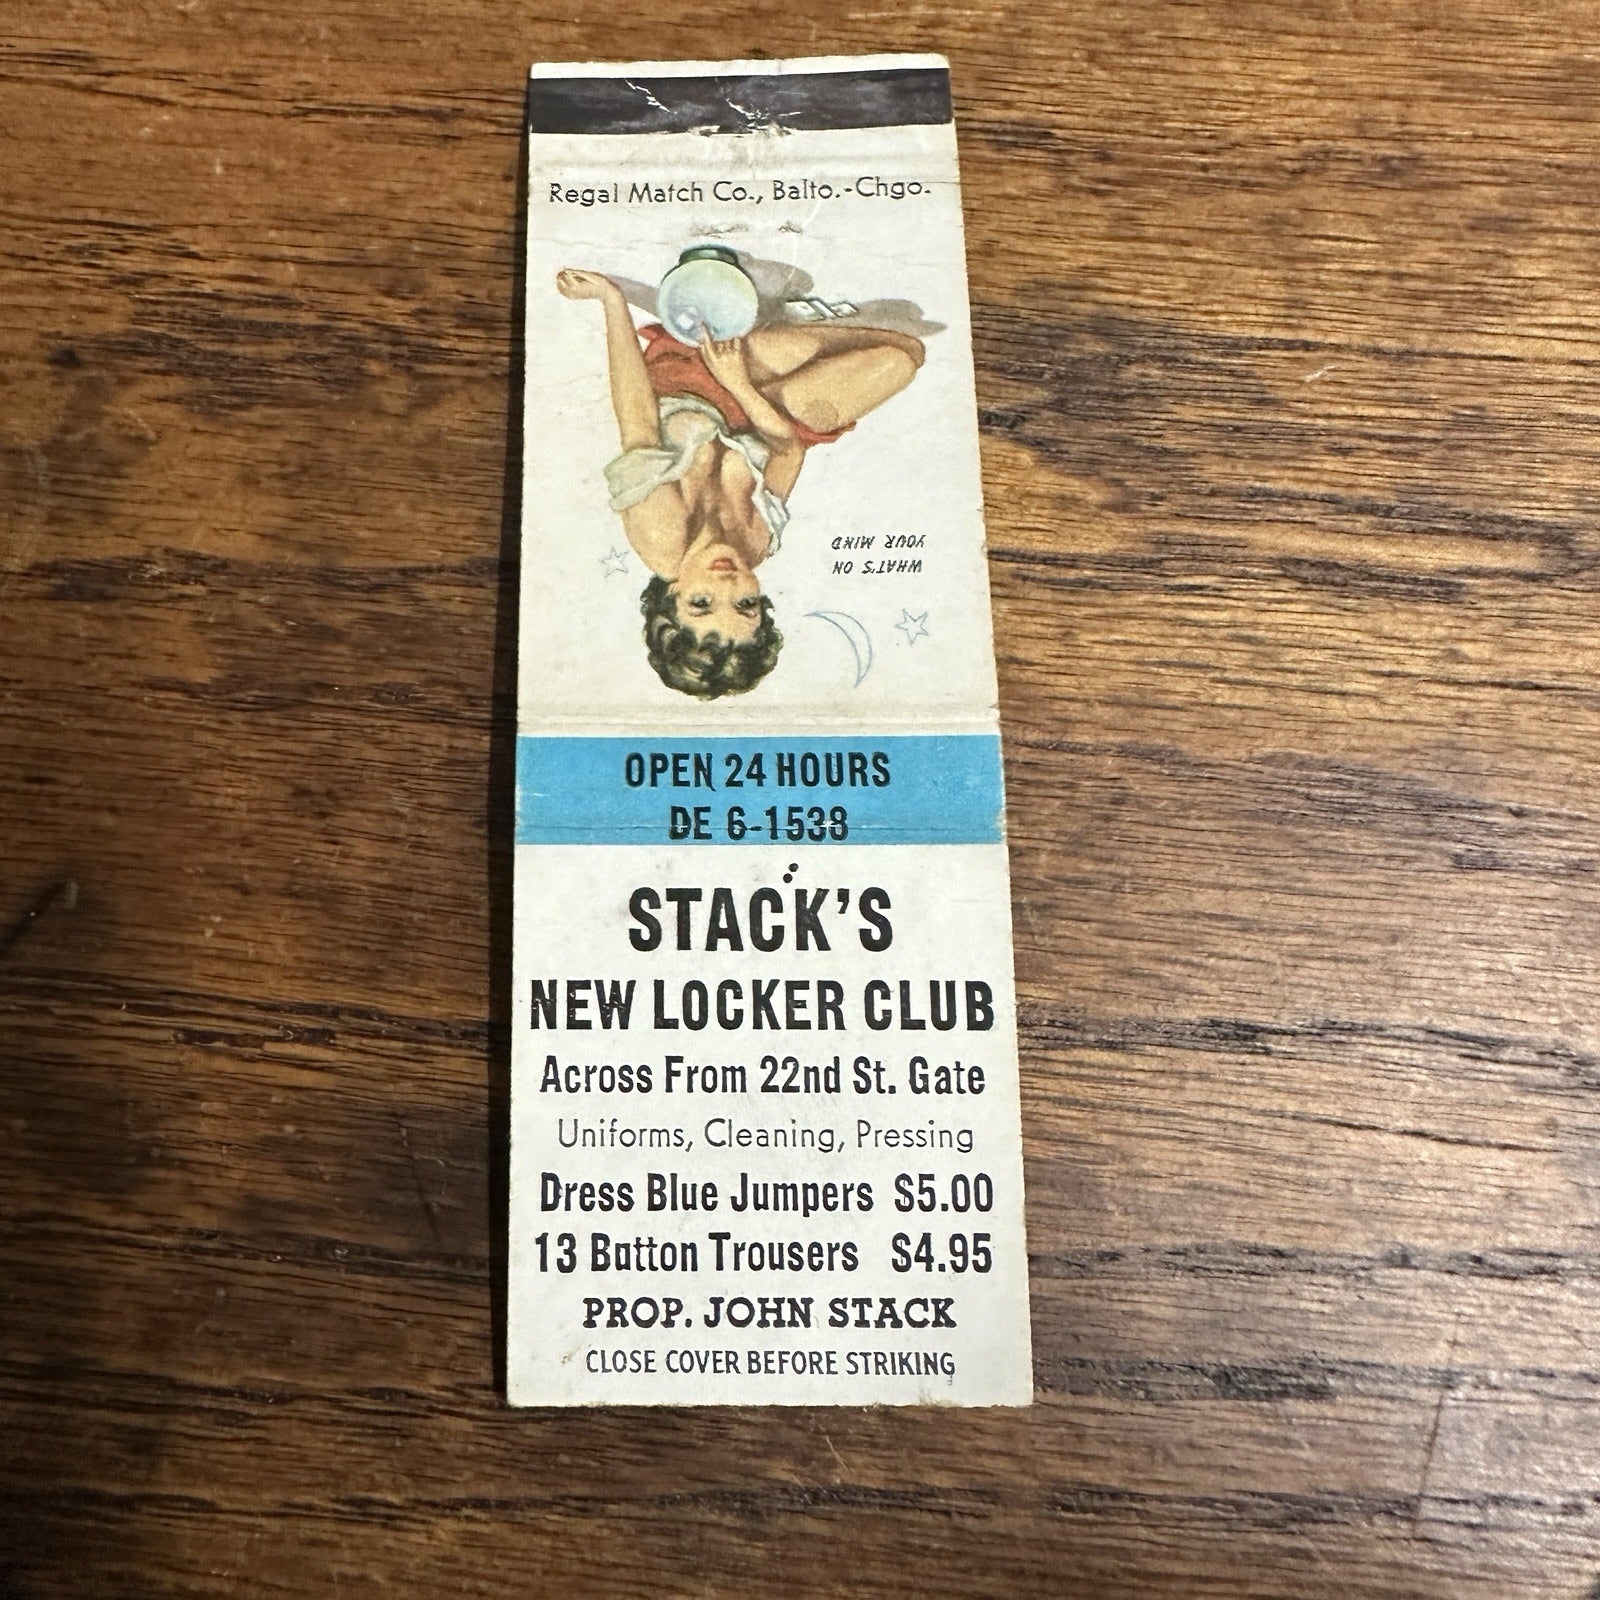 Regal Match Co., Balto.-Chgo.
WHAT'S ON
YOUR MIND
OPEN 24 HOURS
DE 6-1538
STACK'S
NEW LOCKER CLUB
Across From 22nd St. Gate
Uniforms, Cleaning, Pressing
Dress Blue Jumpers $5.00
13 Button Trousers $4.95
PROP. JOHN STACK
CLOSE COVER BEFORE STRIKING